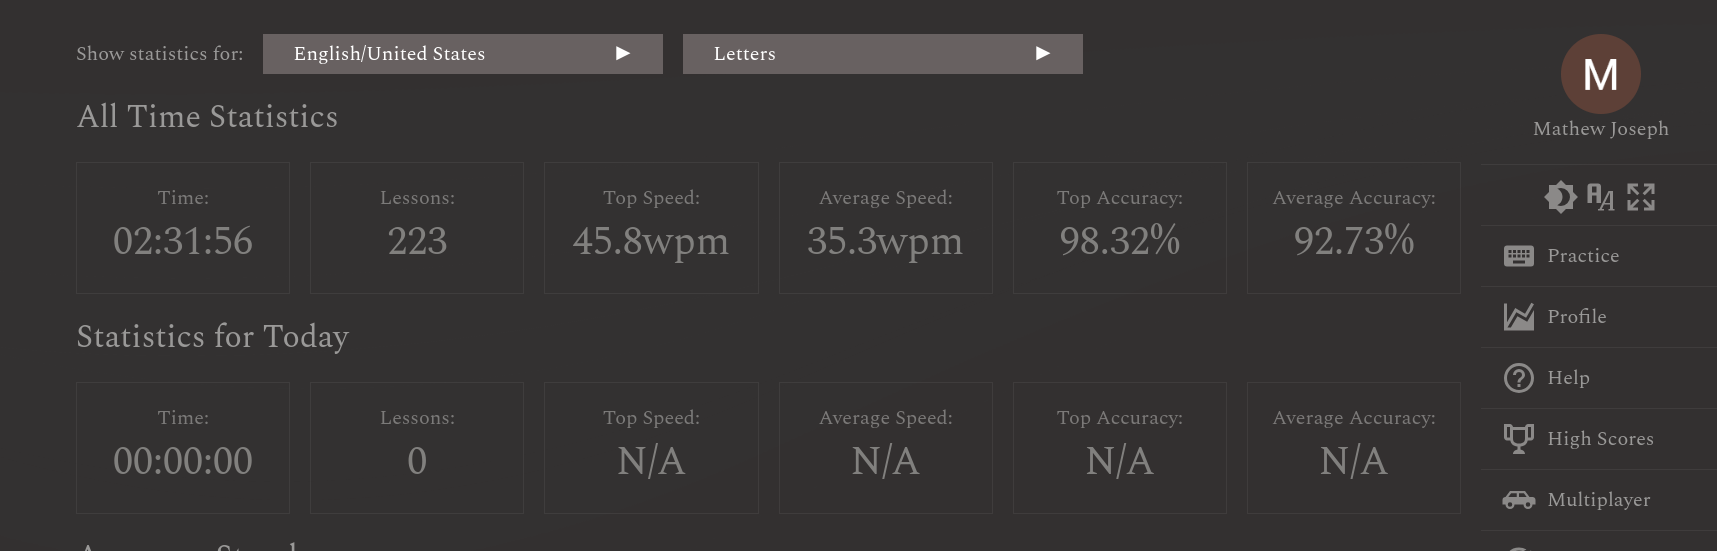 Show statistics for: English/United States ▶ Letters ▶
M
Mathew Joseph
All Time Statistics
Time: Lessons: Top Speed: Average Speed: Top Accuracy: Average Accuracy:
02:31:56 223 45.8wpm 35.3wpm 98.32% 92.73%
Statistics for Today
Time: Lessons: Top Speed: Average Speed: Top Accuracy: Average Accuracy:
00:00:00 0 N/A N/A N/A N/A
Practice
Profile
Help
High Scores
Multiplayer